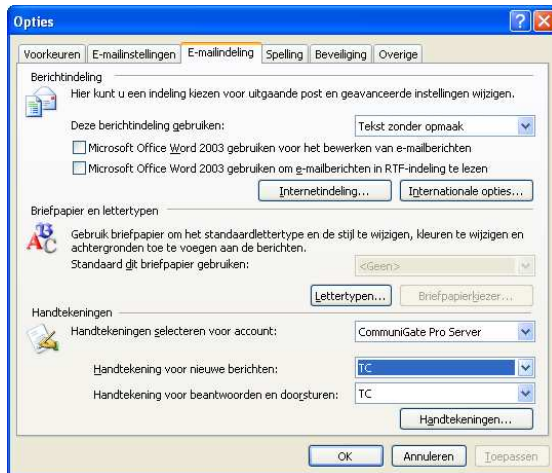 Opties
Voorkeuren E-mailinstellingen E-mailindeling Spelling Beveiliging Overige
Berichtindeling
Hier kunt u een indeling kiezen voor uitgaande post en geavanceerde instellingen wijzigen.
Deze berichtindeling gebruiken: Tekst zonder opmaak
Microsoft Office Word 2003 gebruiken voor het bewerken van e-mailberichten
Microsoft Office Word 2003 gebruiken om e-mailberichten in RTF-indeling te lezen
Internetindeling... Internationale opties...
Briefpapier en lettertypen
Gebruik briefpapier om het standaardlettertype en de stijl te wijzigen, kleuren te wijzigen en
achtergronden toe te voegen aan de berichten.
Standaard dit briefpapier gebruiken: <Geen>
Lettertypen... Briefpapierkiezer...
Handtekeningen
Handtekeningen selecteren voor account: CommuniGate Pro Server
Handtekening voor nieuwe berichten: TC
Handtekening voor beantwoorden en doorsturen: TC
Handtekeningen...
OK Annuleren Toepassen